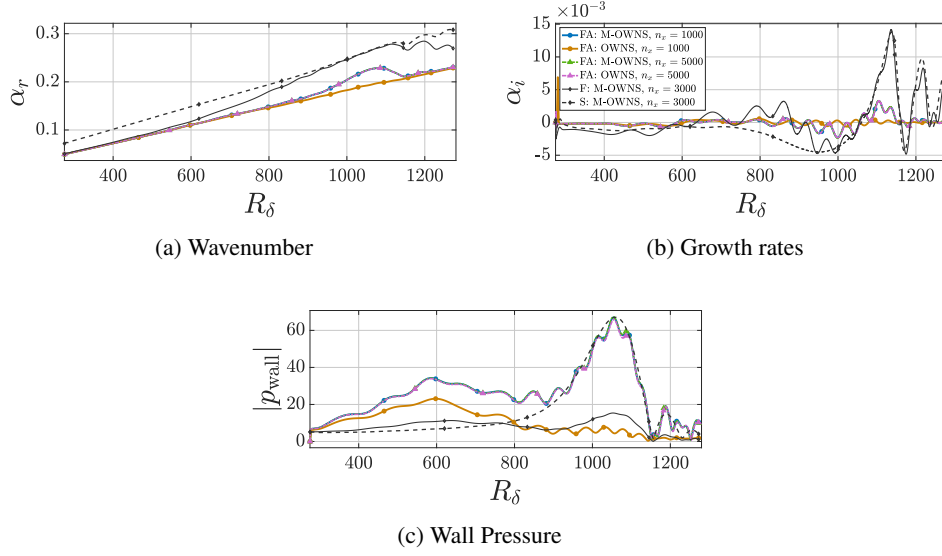 0.3
0.2
0.1
α_r
400 600 800 1000 1200
R_δ
(a) Wavenumber
×10⁻³
15
10
5
0
-5
α_i
FA: M-OWNS, n_x = 1000
FA: OWNS, n_x = 1000
FA: M-OWNS, n_x = 5000
FA: OWNS, n_x = 5000
F: M-OWNS, n_x = 3000
S: M-OWNS, n_x = 3000
400 600 800 1000 1200
R_δ
(b) Growth rates
60
40
20
0
|p_wall|
400 600 800 1000 1200
R_δ
(c) Wall Pressure